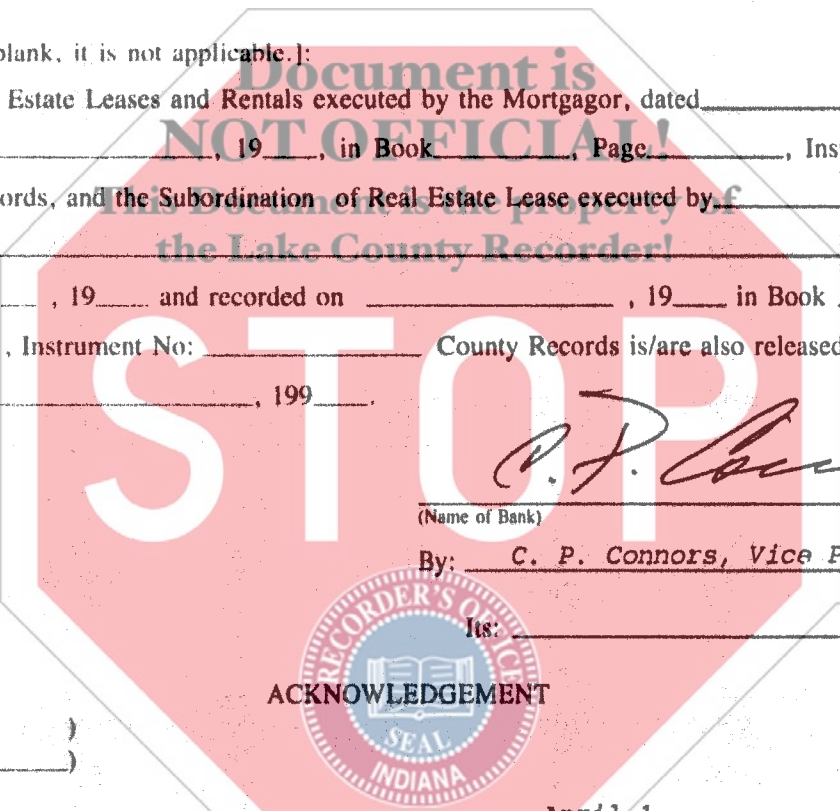 blank, it is not applicable.]:
Document is
Estate Leases and Rentals executed by the Mortgagor, dated
NOT OFFICIAL!
, 19 , in Book , Page , Ins
This Document is the property of
ords, and the Subordination of Real Estate Lease executed by
the Lake County Recorder!
, 19 and recorded on , 19 in Book
, Instrument No: County Records is/are also released
, 199 .
STOP
C. P. Conn
(Name of Bank)
By: C. P. Connors, Vice P
Its:
RECORDER'S OFFICE
ACKNOWLEDGEMENT
)
)
SEAL
INDIANA